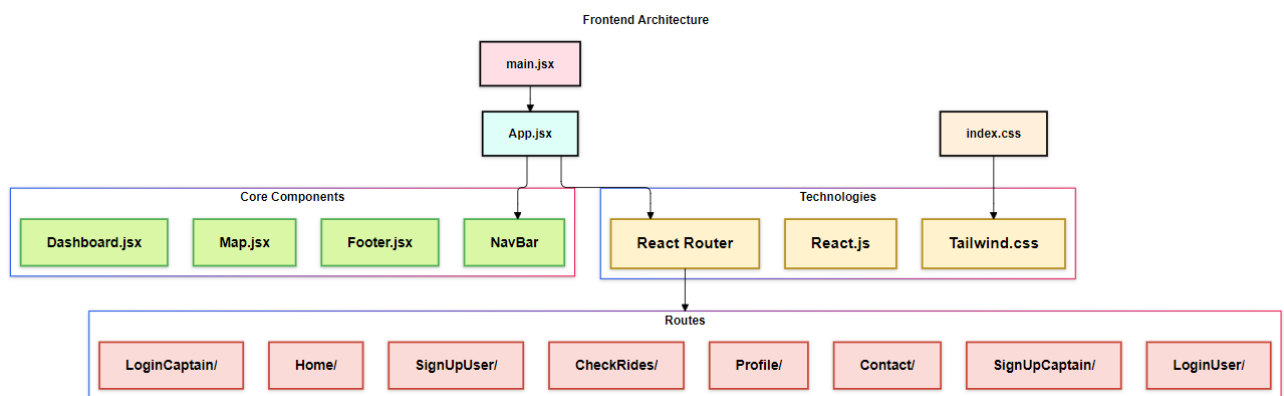 Frontend Architecture
main.jsx
App.jsx
index.css
Core Components
Technologies
Dashboard.jsx
Map.jsx
Footer.jsx
NavBar
React Router
React.js
Tailwind.css
Routes
LoginCaptain/
Home/
SignUpUser/
CheckRides/
Profile/
Contact/
SignUpCaptain/
LoginUser/